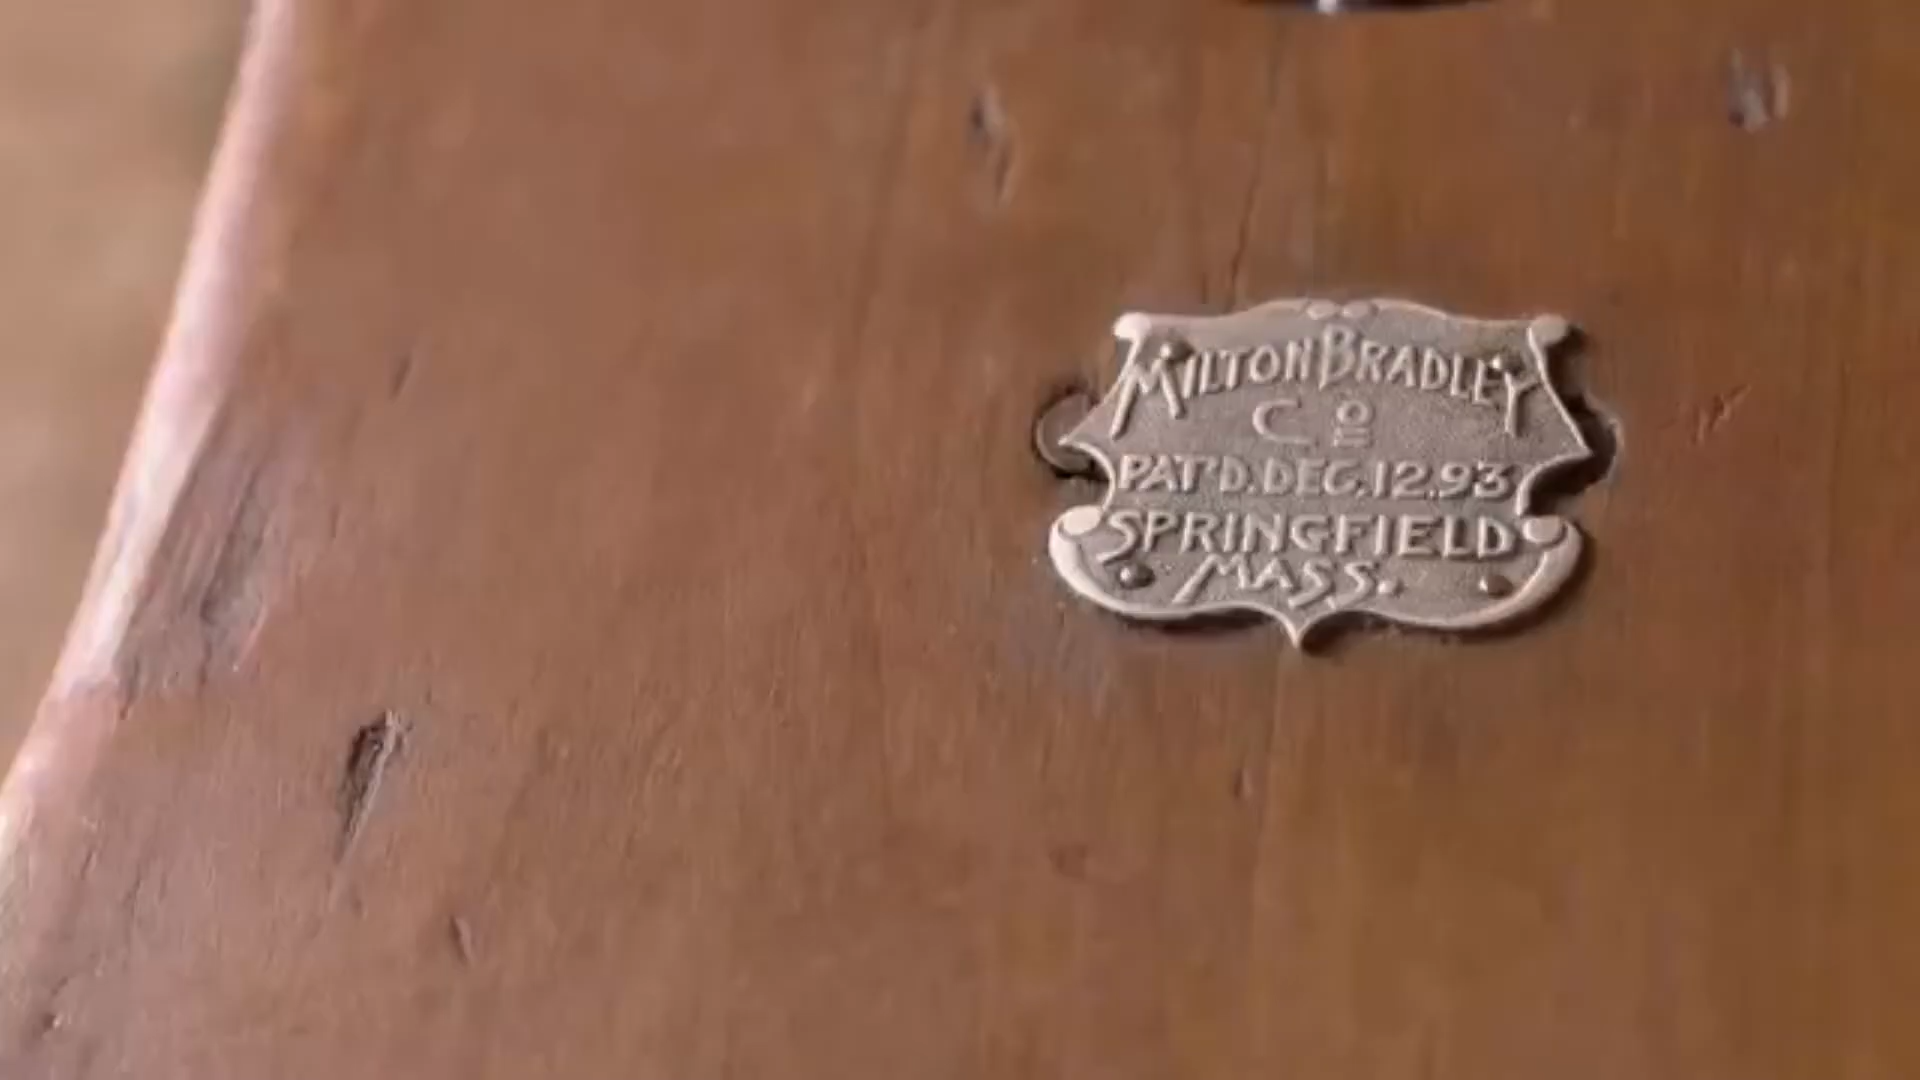 MILTON BRADLEY
Co
PAT'D. DEC. 12. 93
SPRINGFIELD
MASS.